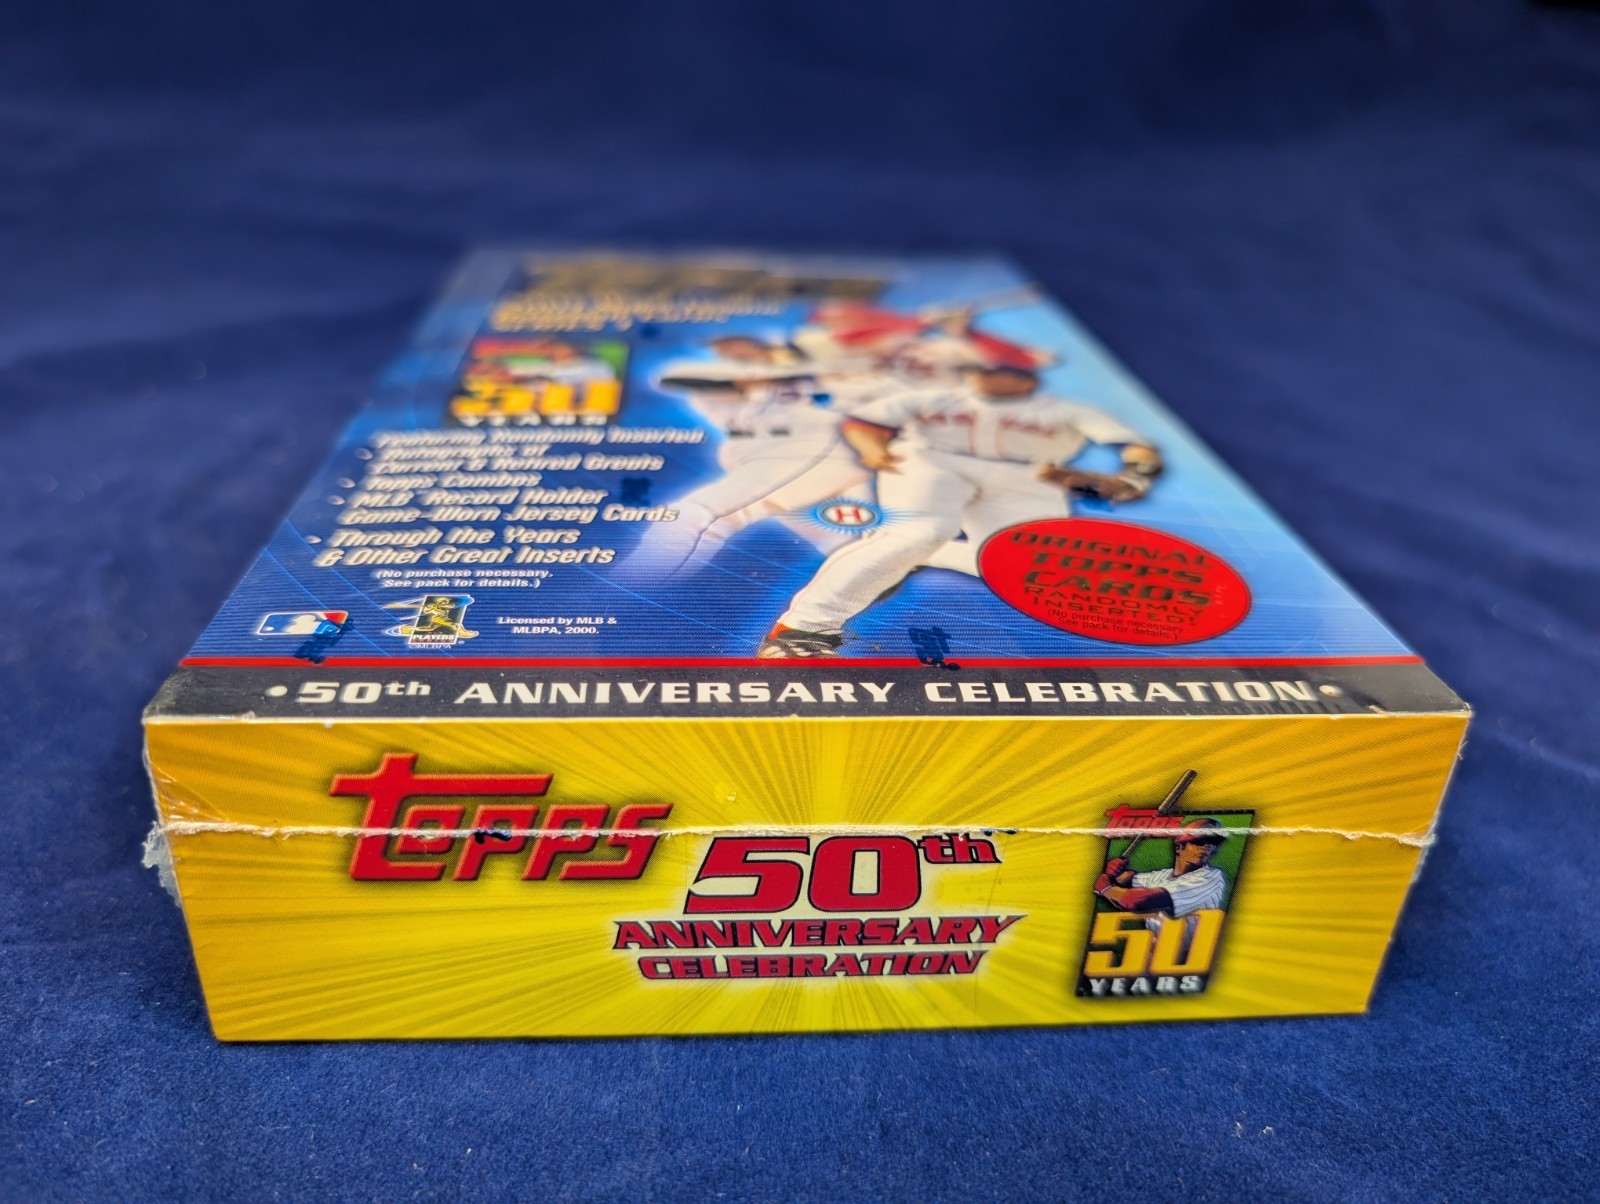 50
YEARS
Featuring Randomly Inserted
• Autographs of
Current & Retired Greats
• Topps Combos
• MLB Record Holder
Game-Worn Jersey Cards
• Through the Years
& Other Great Inserts
(No purchase necessary.
See pack for details.)
H
ORIGINAL
TOPPS
CARDS
RANDOMLY
INSERTED!
(No purchase necessary.
See pack for details.)
PLAYERS
©MLBPA
Licensed by MLB &
MLBPA, 2000.
• 50th ANNIVERSARY CELEBRATION •
Topps
50th
ANNIVERSARY
CELEBRATION
Topps
50
YEARS